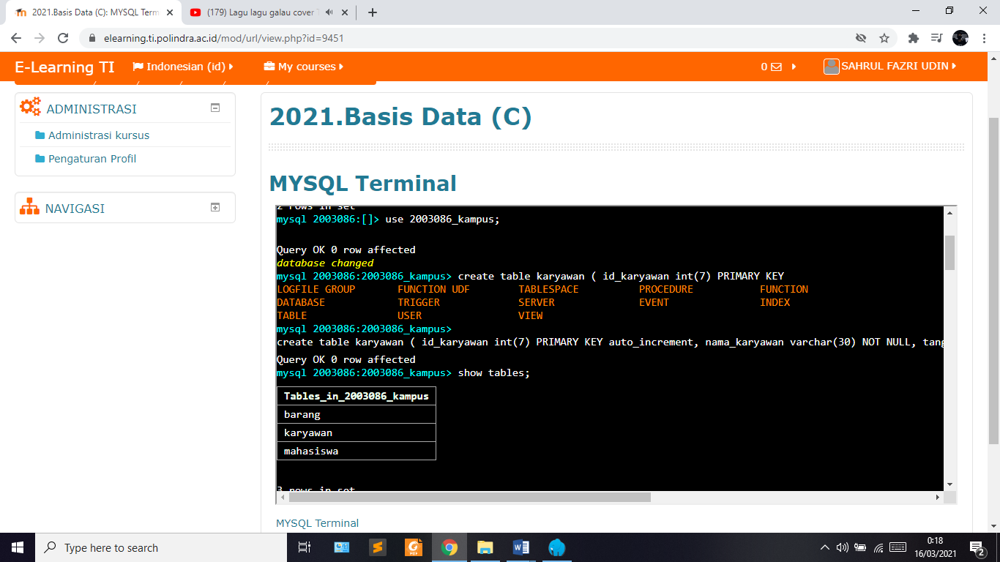 2021.Basis Data (C): MYSQL Term
(179) Lagu lagu galau cover
elearning.ti.polindra.ac.id/mod/url/view.php?id=9451
E-Learning TI Indonesian (id) My courses 0 SAHRUL FAZRI UDIN
ADMINISTRASI
Administrasi kursus
Pengaturan Profil
NAVIGASI
2021.Basis Data (C)
MYSQL Terminal
2 rows in set
mysql 2003086:[]> use 2003086_kampus;
Query OK 0 row affected
database changed
mysql 2003086:2003086_kampus> create table karyawan ( id_karyawan int(7) PRIMARY KEY
LOGFILE GROUP FUNCTION UDF TABLESPACE PROCEDURE FUNCTION
DATABASE TRIGGER SERVER EVENT INDEX
TABLE USER VIEW
mysql 2003086:2003086_kampus>
create table karyawan ( id_karyawan int(7) PRIMARY KEY auto_increment, nama_karyawan varchar(30) NOT NULL, tang
Query OK 0 row affected
mysql 2003086:2003086_kampus> show tables;
Tables_in_2003086_kampus
barang
karyawan
mahasiswa
3 rows in set
MYSQL Terminal
Type here to search
0:18
16/03/2021
2